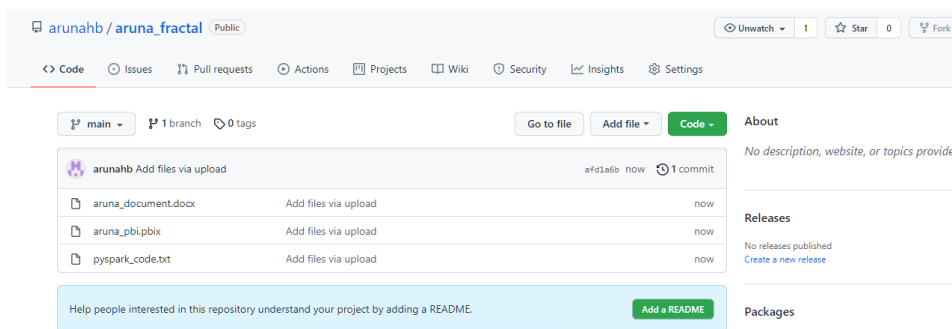 arunahb / aruna_fractal Public
Unwatch 1 Star 0 Fork
Code Issues Pull requests Actions Projects Wiki Security Insights Settings
main 1 branch 0 tags Go to file Add file Code
arunahb Add files via upload afd1a6b now 1 commit
aruna_document.docx Add files via upload now
aruna_pbi.pbix Add files via upload now
pyspark_code.txt Add files via upload now
Help people interested in this repository understand your project by adding a README. Add a README
About
No description, website, or topics provide
Releases
No releases published
Create a new release
Packages